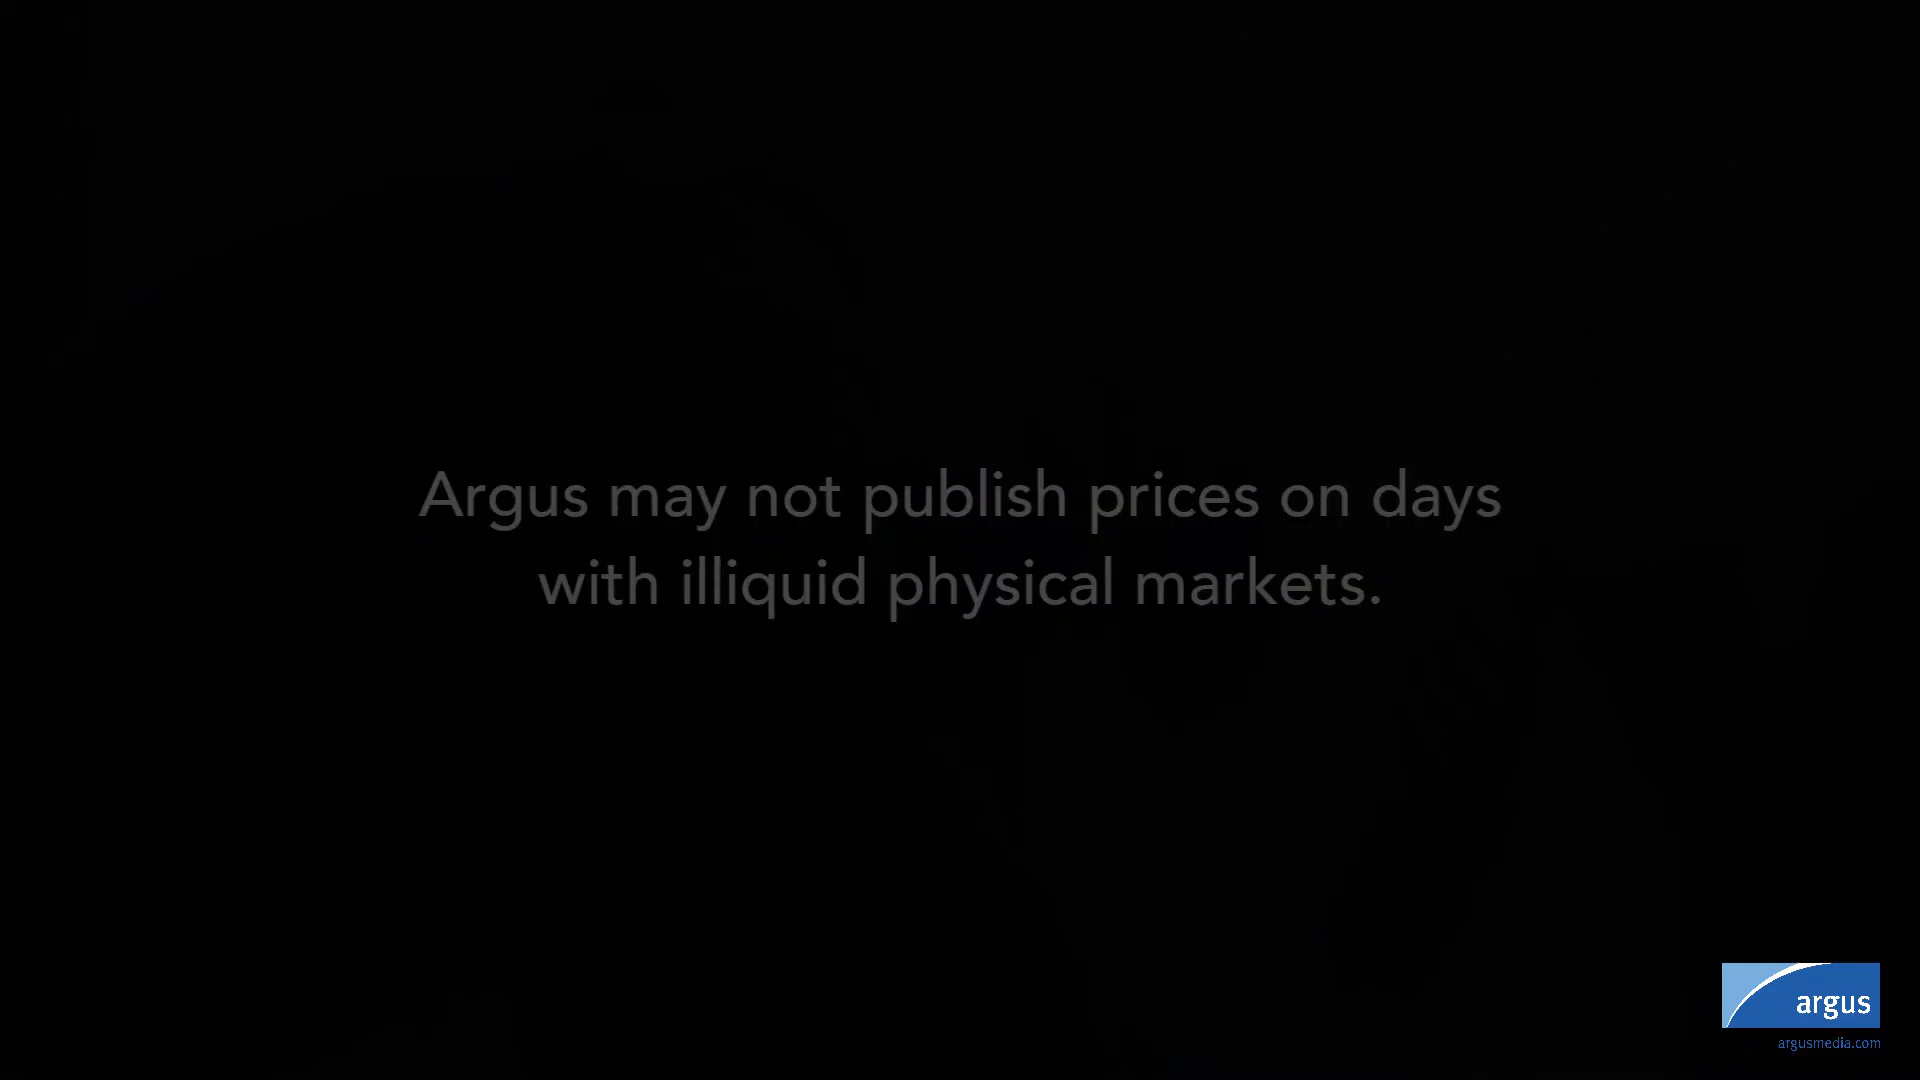 Argus may not publish prices on days
with illiquid physical markets.
argus
argusmedia.com